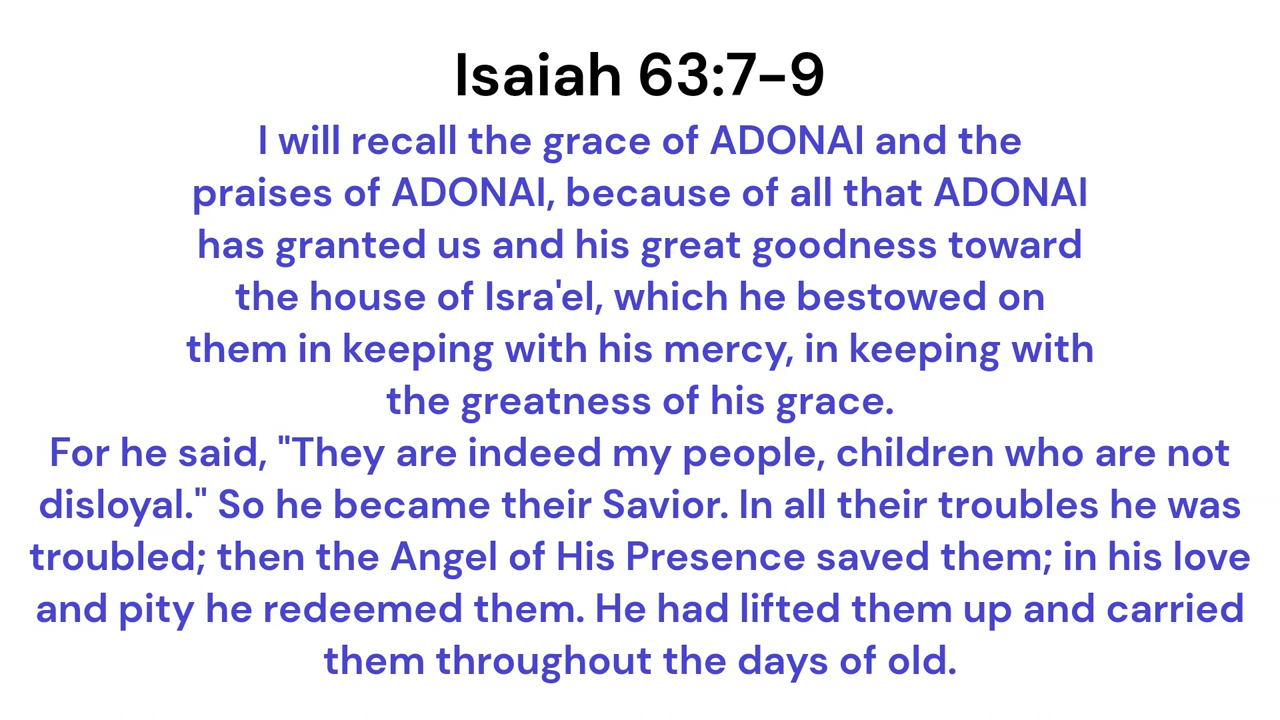 Isaiah 63:7-9
I will recall the grace of ADONAI and the
praises of ADONAI, because of all that ADONAI
has granted us and his great goodness toward
the house of Isra'el, which he bestowed on
them in keeping with his mercy, in keeping with
the greatness of his grace.
For he said, "They are indeed my people, children who are not
disloyal." So he became their Savior. In all their troubles he was
troubled; then the Angel of His Presence saved them; in his love
and pity he redeemed them. He had lifted them up and carried
them throughout the days of old.